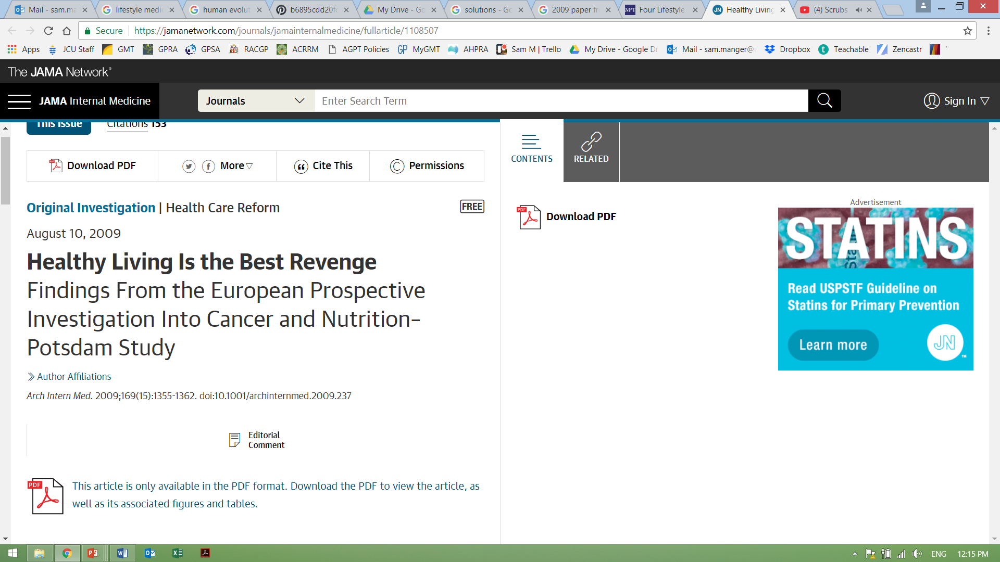 Mail - sam.ma
lifestyle medic
human evolut
b6895cdd20fc
My Drive - Go
solutions - Go
2009 paper fr
Four Lifestyle
Healthy Living
(4) Scrubs
Secure
https://jamanetwork.com/journals/jamainternalmedicine/fullarticle/1108507
Apps
JCU Staff
GMT
GPRA
GPSA
RACGP
ACRRM
AGPT Policies
MyGMT
AHPRA
Sam M | Trello
My Drive - Google Dr
Mail - sam.manger@
Dropbox
Teachable
Zencastr
The JAMA Network®
JAMA Internal Medicine
Journals
Enter Search Term
Sign In
This Issue
Citations 153
Download PDF
More
Cite This
Permissions
CONTENTS
RELATED
Original Investigation | Health Care Reform
FREE
August 10, 2009
Healthy Living Is the Best Revenge
Findings From the European Prospective
Investigation Into Cancer and Nutrition–
Potsdam Study
Author Affiliations
Arch Intern Med. 2009;169(15):1355-1362. doi:10.1001/archinternmed.2009.237
Editorial
Comment
PDF
This article is only available in the PDF format. Download the PDF to view the article, as
well as its associated figures and tables.
PDF
Download PDF
Advertisement
STATINS
Read USPSTF Guideline on
Statins for Primary Prevention
Learn more
JN
™
ENG
12:15 PM